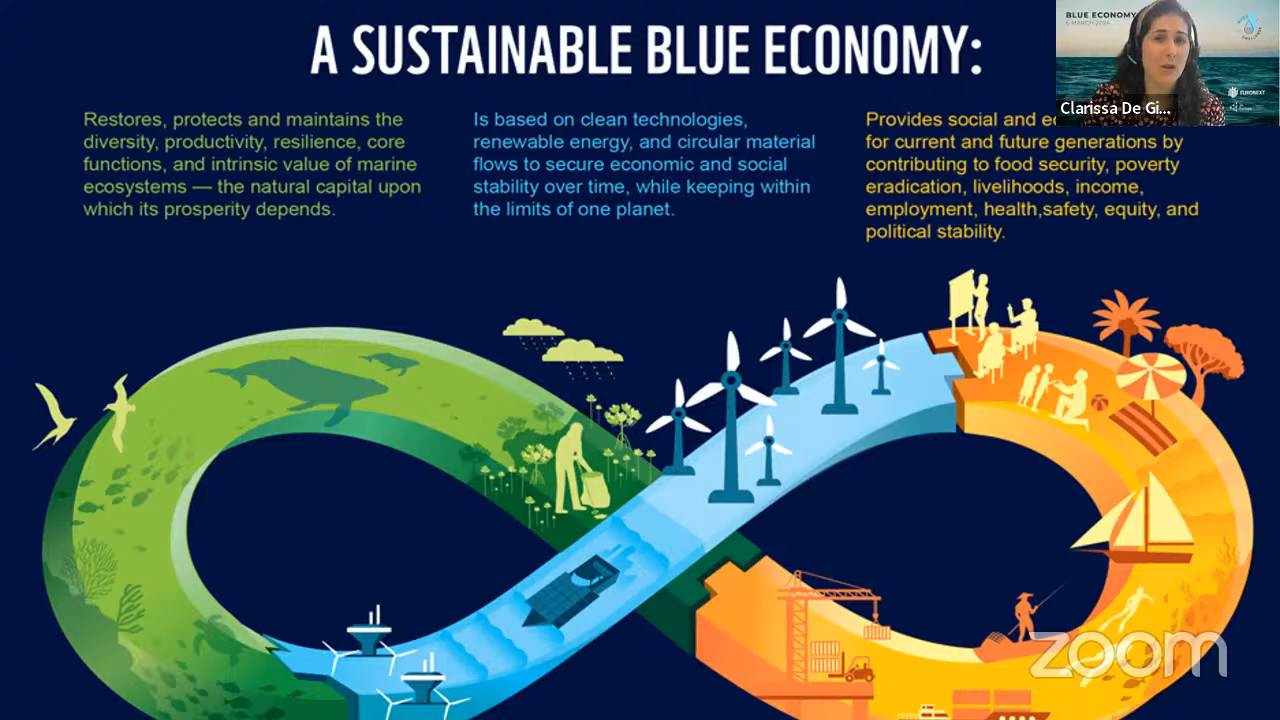 A SUSTAINABLE BLUE ECONOMY:
Restores, protects and maintains the
diversity, productivity, resilience, core
functions, and intrinsic value of marine
ecosystems — the natural capital upon
which its prosperity depends.
Is based on clean technologies,
renewable energy, and circular material
flows to secure economic and social
stability over time, while keeping within
the limits of one planet.
Provides social and
for current and future generations by
contributing to food security, poverty
eradication, livelihoods, income,
employment, health,safety, equity, and
political stability.
BLUE ECONOMY
6 MARCH 2024
EURONEXT
Clarissa De Gi...
zoom